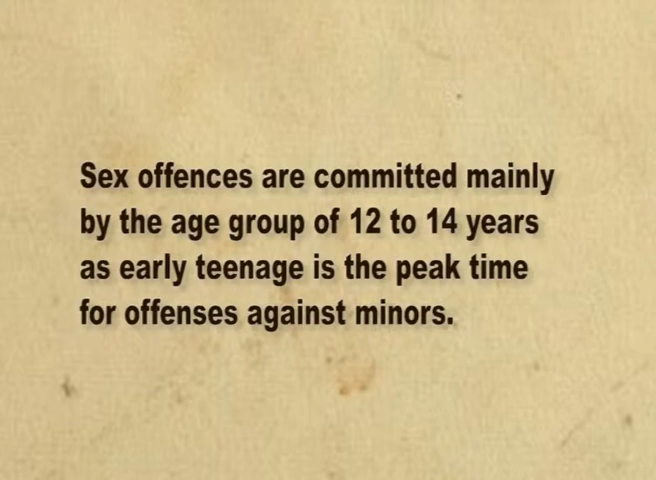 Sex offences are committed mainly
by the age group of 12 to 14 years
as early teenage is the peak time
for offenses against minors.